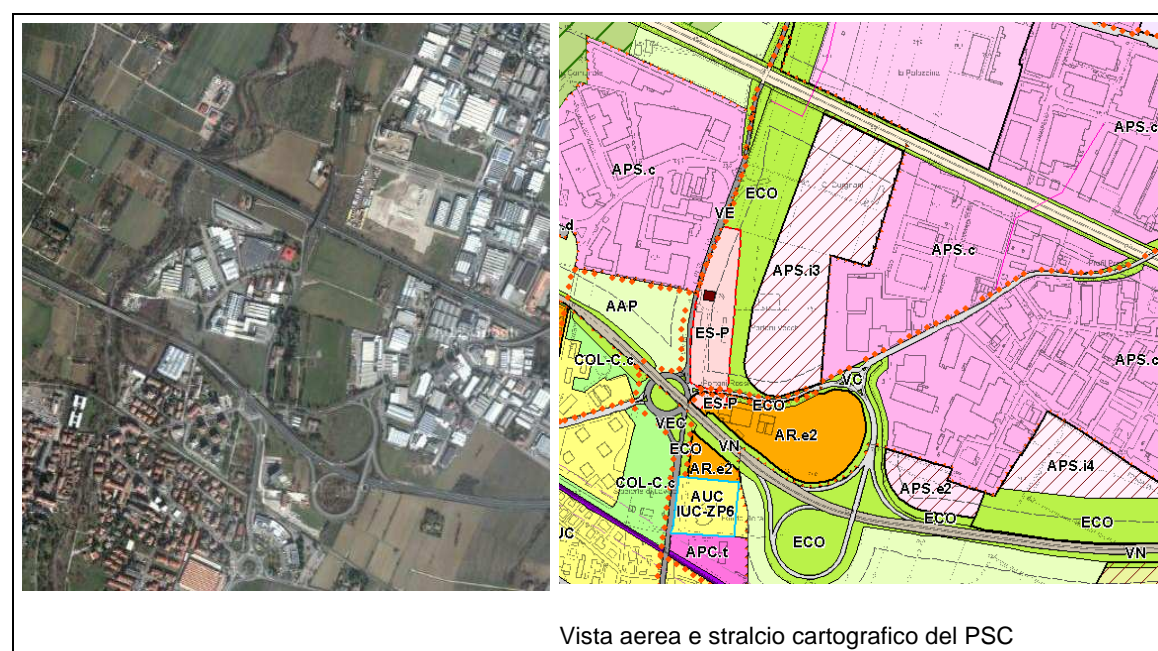 la Paluzzina
APS.c
APS.c
ECO
VE
.d
APS.i3
APS.c
AAP
ES-P
APS.c
COL-C.c
VC
ES-P
ECO
VEC
AR.e2
VN
ECO
AR.e2
APS.i4
COL-C.c
AUC
APS.e2
IUC-ZP6
ECO
ECO
ECO
APC.t
VN
Vista aerea e stralcio cartografico del PSC